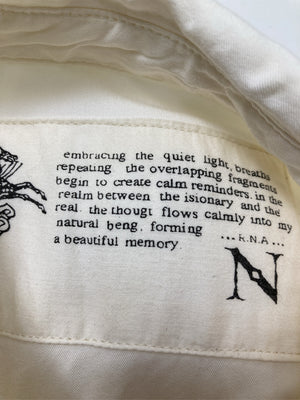 embracing the quiet light, breaths
repeating. the overlapping fragments
begin to create calm reminders. in the
realm between the isionary and the
real. the thougt flows calmly into my
natural beng. forming
a beautiful memory.
... R.N.A ...
N